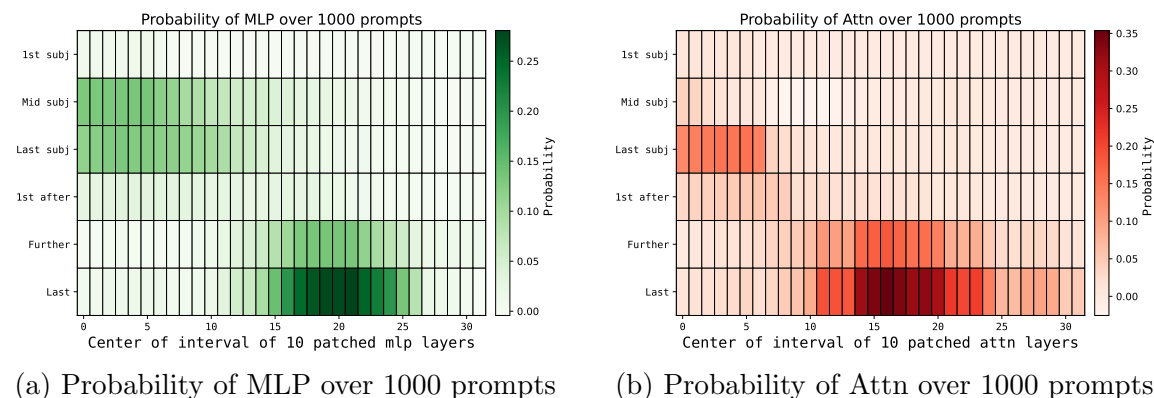 Probability of MLP over 1000 prompts
1st subj
Mid subj
Last subj
1st after
Further
Last
0 5 10 15 20 25 30
Center of interval of 10 patched mlp layers
0.25
0.20
0.15
0.10
0.05
0.00
Probability
(a) Probability of MLP over 1000 prompts
Probability of Attn over 1000 prompts
1st subj
Mid subj
Last subj
1st after
Further
Last
0 5 10 15 20 25 30
Center of interval of 10 patched attn layers
0.35
0.30
0.25
0.20
0.15
0.10
0.05
0.00
Probability
(b) Probability of Attn over 1000 prompts